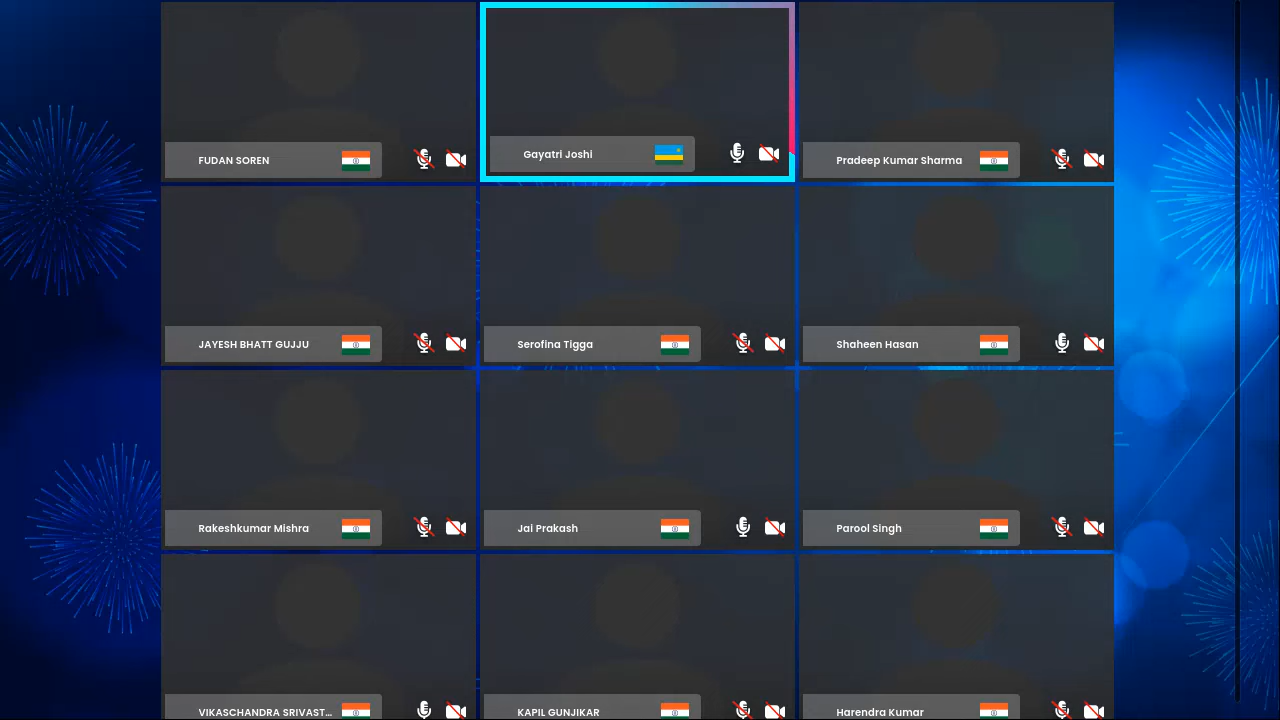 FUDAN SOREN
Gayatri Joshi
Pradeep Kumar Sharma
JAYESH BHATT GUJJU
Serofina Tigga
Shaheen Hasan
Rakeshkumar Mishra
Jai Prakash
Parool Singh
VIKASCHANDRA SRIVAST...
KAPIL GUNJIKAR
Harendra Kumar